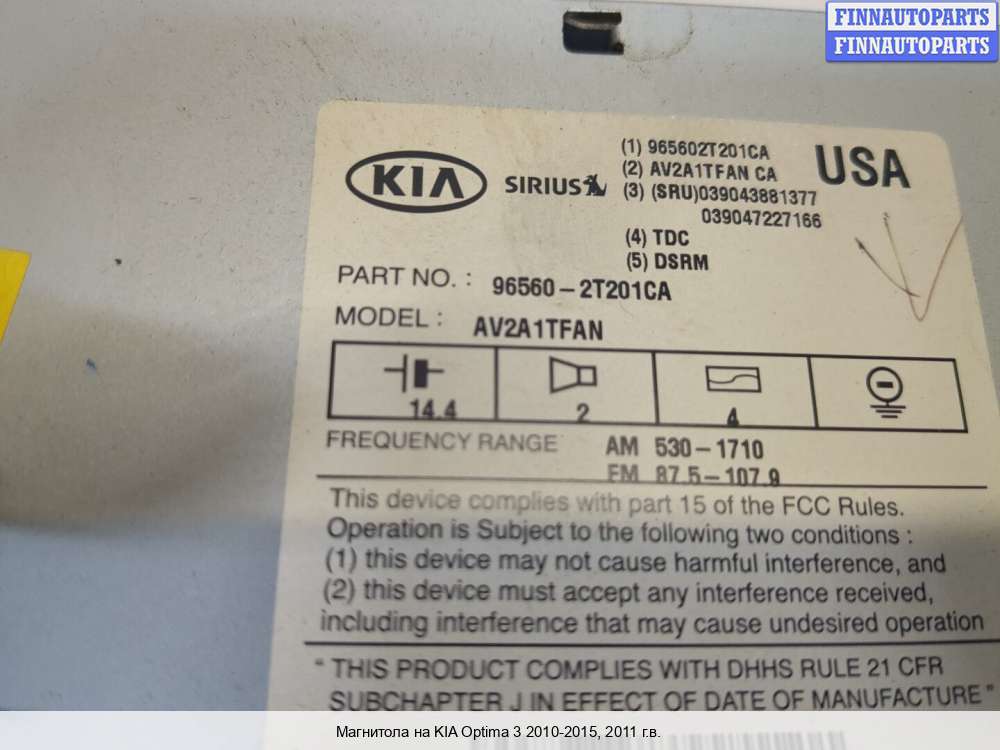 FINNAUTOPARTS
FINNAUTOPARTS
KIA SIRIUS
(1) 965602T201CA
(2) AV2A1TFAN CA
(3) (SRU)039043881377
039047227166
(4) TDC
(5) DSRM
USA
PART NO. : 96560-2T201CA
MODEL : AV2A1TFAN
14.4 2 4
FREQUENCY RANGE AM 530-1710
FM 87.5-107.9
This device complies with part 15 of the FCC Rules.
Operation is Subject to the following two conditions :
(1) this device may not cause harmful interference, and
(2) this device must accept any interference received,
including interference that may cause undesired operation
" THIS PRODUCT COMPLIES WITH DHHS RULE 21 CFR
SUBCHAPTER J IN EFFECT OF DATE OF MANUFACTURE "
Магнитола на KIA Optima 3 2010-2015, 2011 г.в.